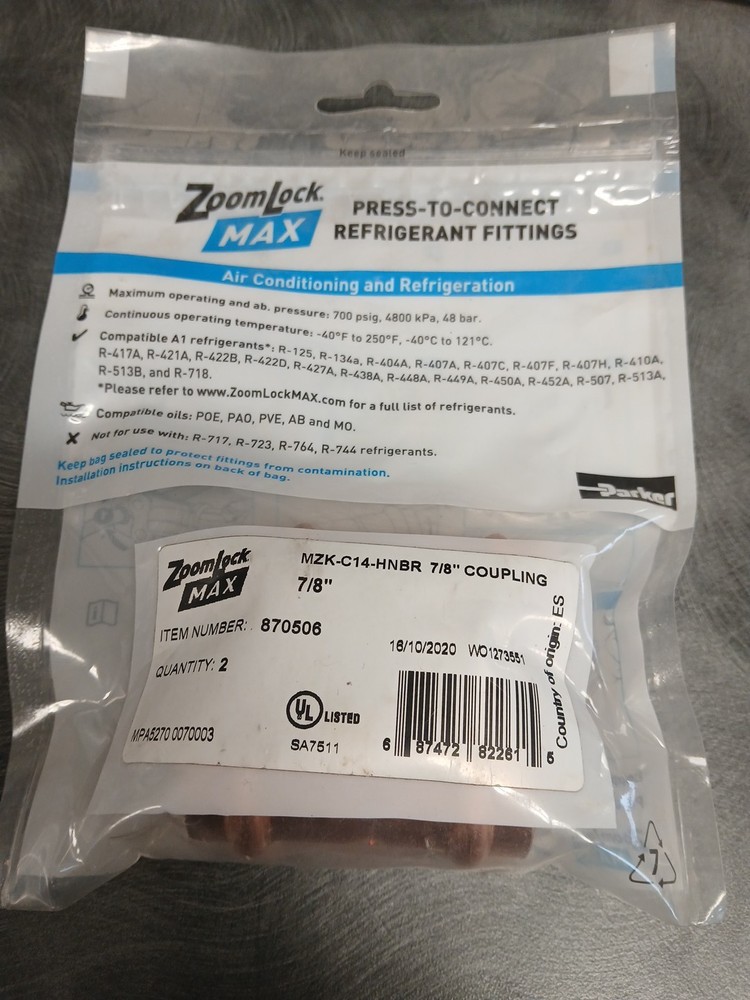 Keep sealed
ZoomLock®
MAX
PRESS-TO-CONNECT
REFRIGERANT FITTINGS
Air Conditioning and Refrigeration
Maximum operating and ab. pressure: 700 psig, 4800 kPa, 48 bar.
Continuous operating temperature: -40°F to 250°F, -40°C to 121°C.
Compatible A1 refrigerants*: R-125, R-134a, R-404A, R-407A, R-407C, R-407F, R-407H, R-410A,
R-417A, R-421A, R-422B, R-422D, R-427A, R-438A, R-448A, R-449A, R-450A, R-452A, R-507, R-513A,
R-513B, and R-718.
*Please refer to www.ZoomLockMAX.com for a full list of refrigerants.
Compatible oils: POE, PAO, PVE, AB and MO.
Not for use with: R-717, R-723, R-764, R-744 refrigerants.
Keep bag sealed to protect fittings from contamination.
Installation instructions on back of bag.
Parker
ZoomLock
MAX
MZK-C14-HNBR 7/8" COUPLING
7/8"
ITEM NUMBER: 870506
16/10/2020 WO1273551
QUANTITY: 2
Country of origin: ES
UL LISTED
MPA5270 0070003
SA7511
6 87472 82261 5
7